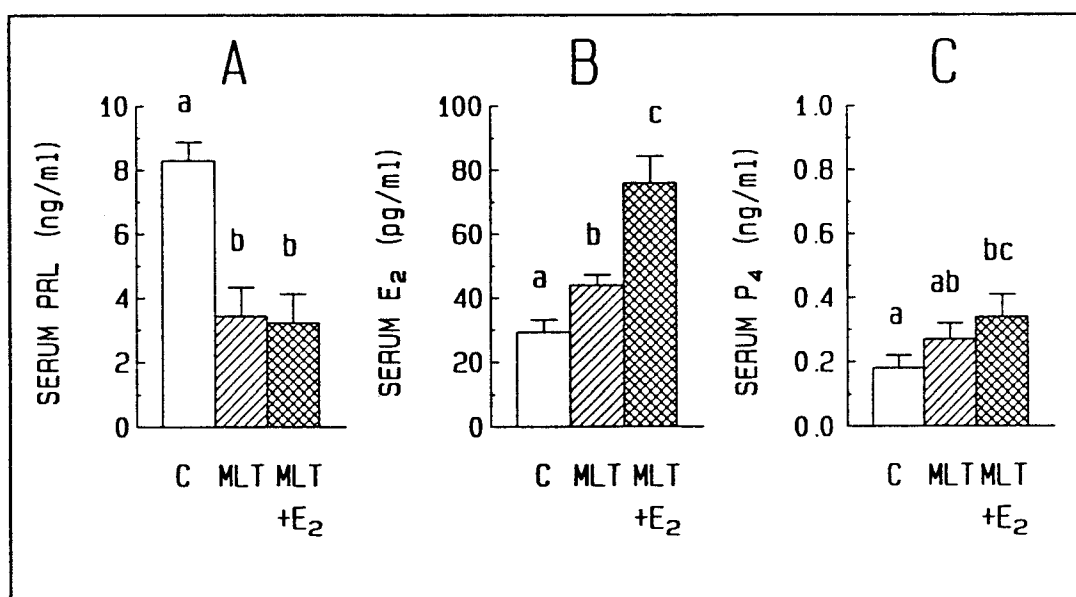 A
SERUM PRL (ng/ml)
10
8
6
4
2
0
a
b
b
C
MLT
MLT
+E₂
B
SERUM E₂ (pg/ml)
100
80
60
40
20
0
a
b
c
C
MLT
MLT
+E₂
C
SERUM P₄ (ng/ml)
1.0
0.8
0.6
0.4
0.2
0.0
a
ab
bc
C
MLT
MLT
+E₂